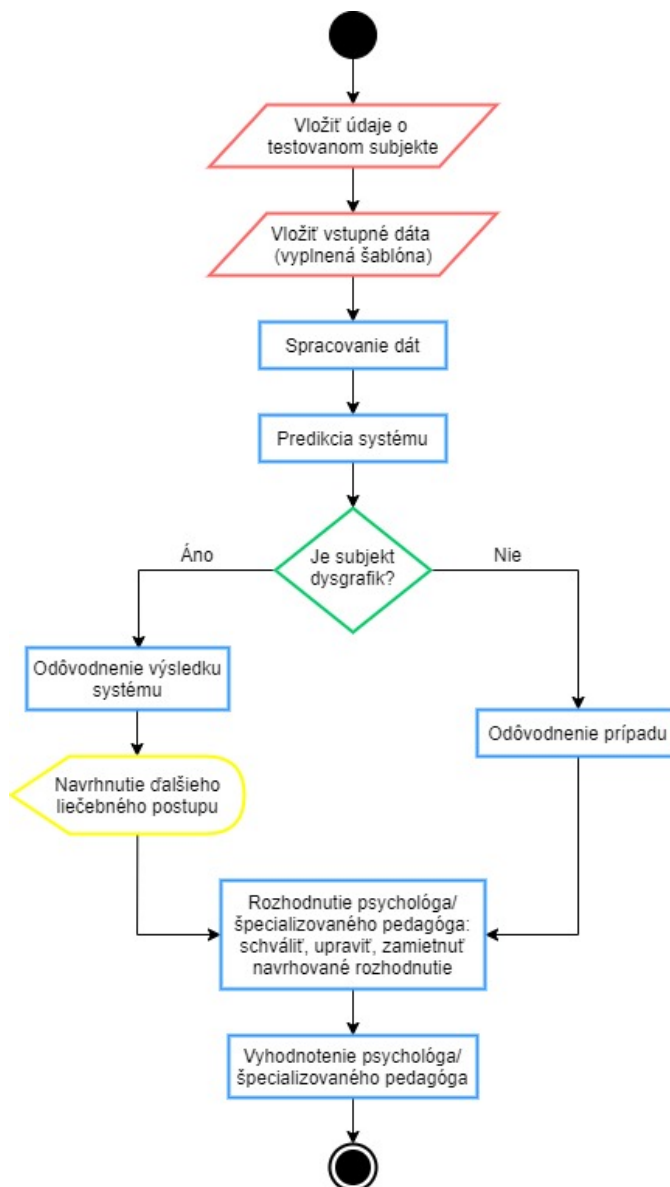 Vložiť údaje o
testovanom subjekte
Vložiť vstupné dáta
(vyplnená šablóna)
Spracovanie dát
Predikcia systému
Je subjekt
dysgrafik?
Áno
Nie
Odôvodnenie výsledku
systému
Odôvodnenie prípadu
Navrhnutie ďalšieho
liečebného postupu
Rozhodnutie psychológa/
špecializovaného pedagóga:
schváliť, upraviť, zamietnuť
navrhované rozhodnutie
Vyhodnotenie psychológa/
špecializovaného pedagóga